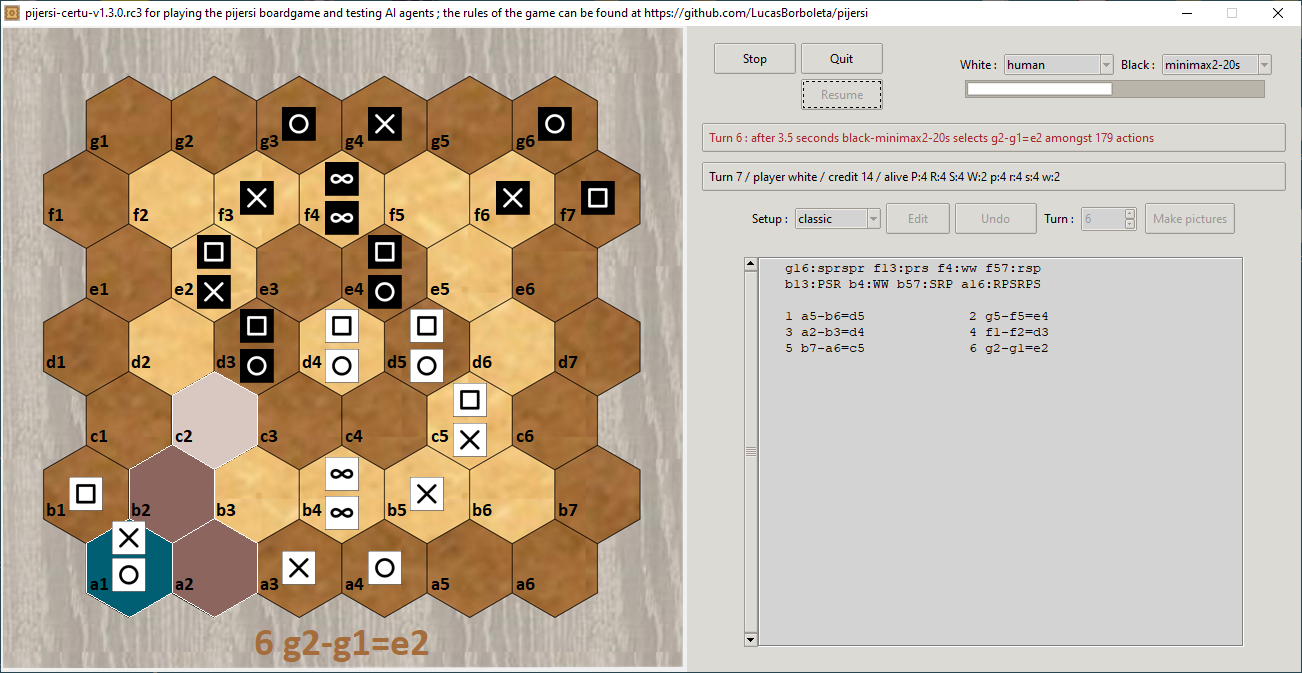 pijersi-certu-v1.3.0.rc3 for playing the pijersi boardgame and testing AI agents ; the rules of the game can be found at https://github.com/LucasBorboleta/pijersi
Stop
Quit
Resume
White :
human
Black :
minimax2-20s
Turn 6 : after 3.5 seconds black-minimax2-20s selects g2-g1=e2 amongst 179 actions
Turn 7 / player white / credit 14 / alive P:4 R:4 S:4 W:2 p:4 r:4 s:4 w:2
Setup :
classic
Edit
Undo
Turn :
6
Make pictures
g16:sprspr f13:prs f4:ww f57:rsp
b13:PSR b4:WW b57:SRP a16:RPSRPS
1 a5-b6=d5 2 g5-f5=e4
3 a2-b3=d4 4 f1-f2=d3
5 b7-a6=c5 6 g2-g1=e2
g1 g2 g3 g4 g5 g6
f1 f2 f3 f4 f5 f6 f7
e1 e2 e3 e4 e5 e6
d1 d2 d3 d4 d5 d6 d7
c1 c2 c3 c4 c5 c6
b1 b2 b3 b4 b5 b6 b7
a1 a2 a3 a4 a5 a6
6 g2-g1=e2